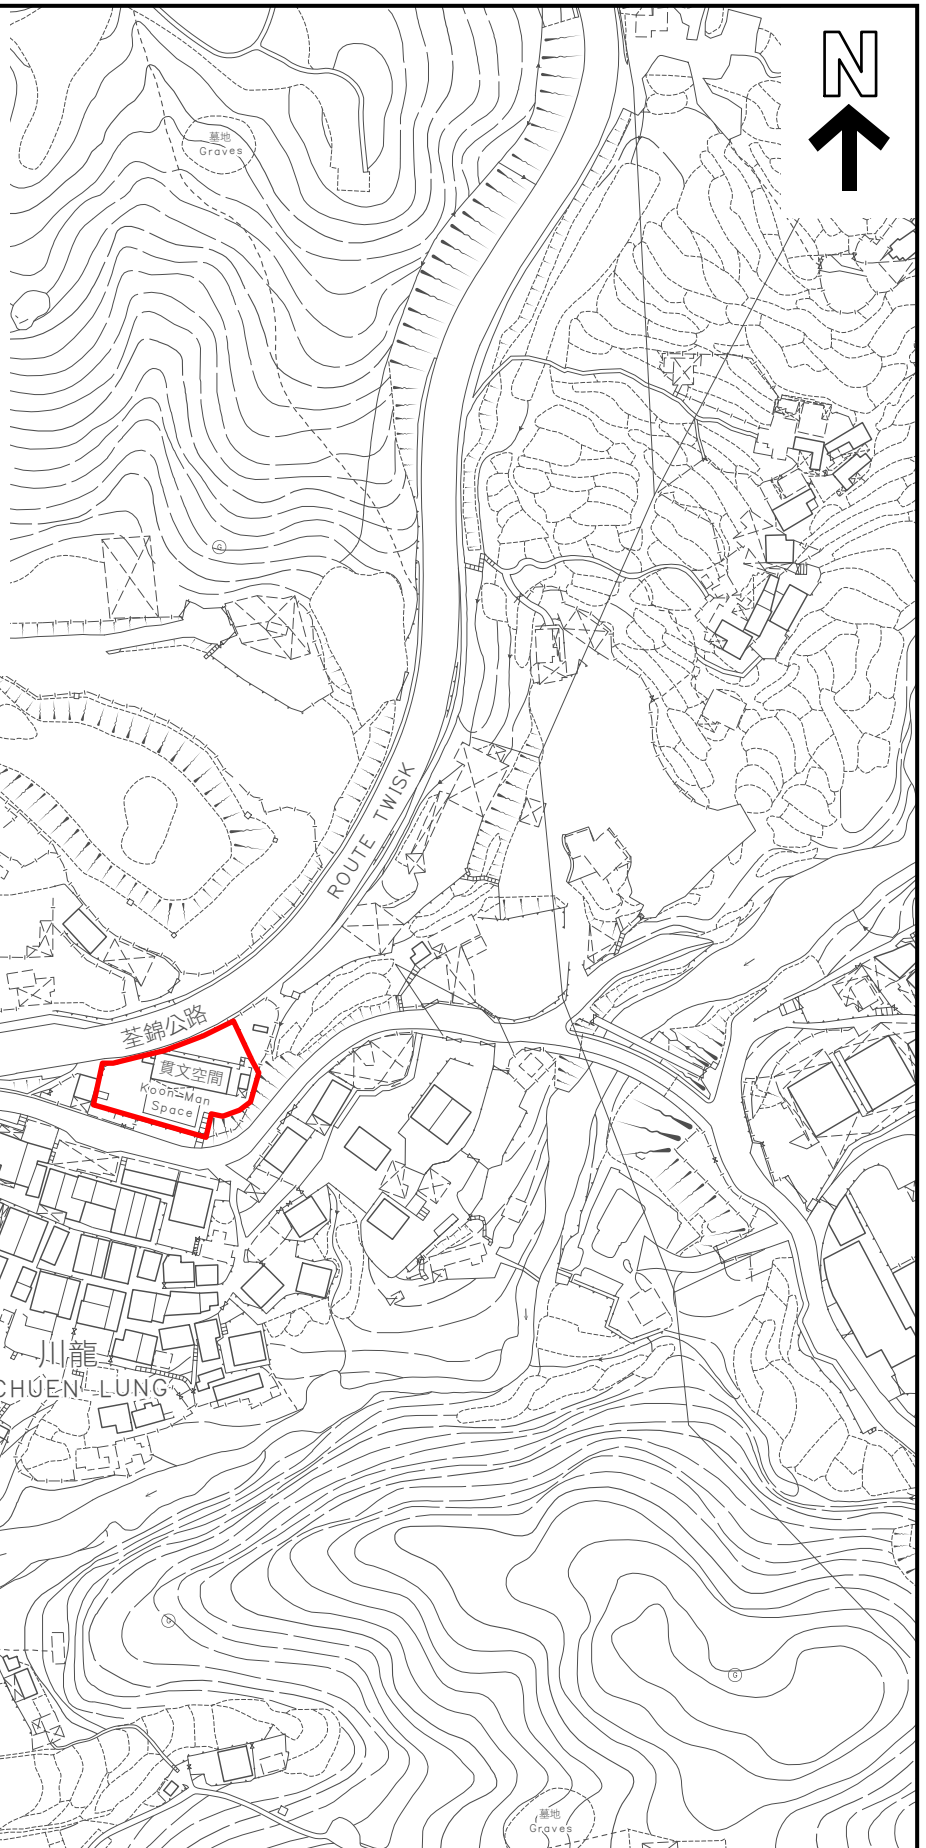 N
墓地
Graves
G
ROUTE TWISK
荃錦公路
貫文空間
Koon Man
Space
川龍
CHUEN LUNG
G
G
墓地
Graves